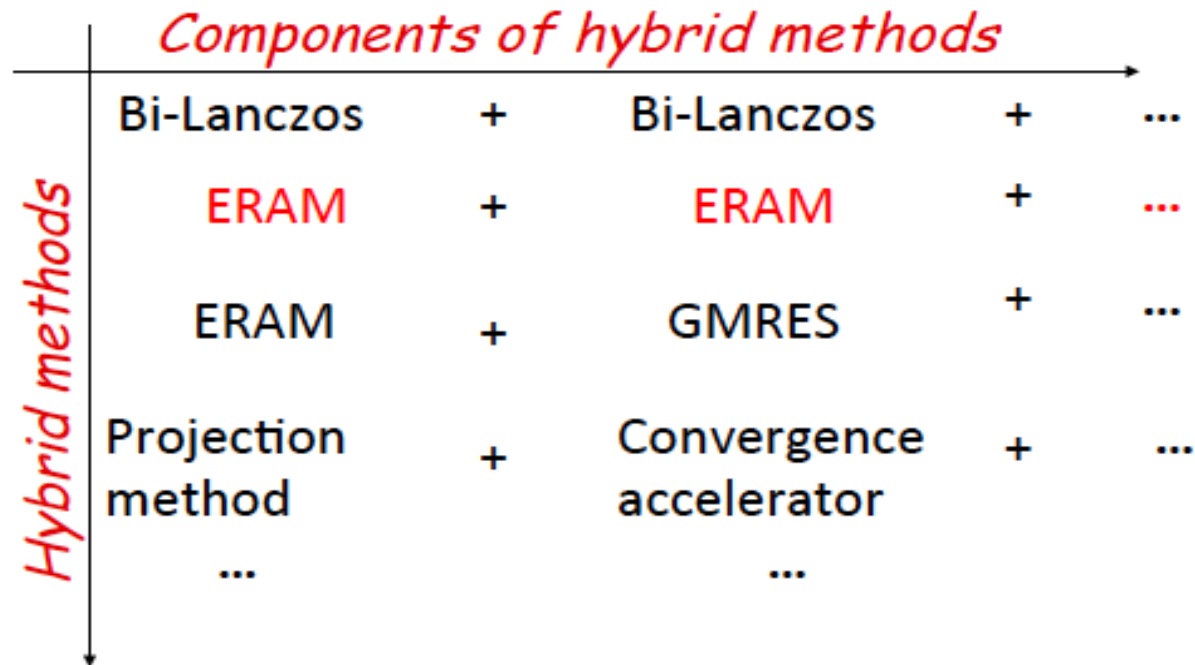 Components of hybrid methods
Hybrid methods
Bi-Lanczos + Bi-Lanczos + ...
ERAM + ERAM + ...
ERAM + GMRES + ...
Projection method + Convergence accelerator + ...
... ...